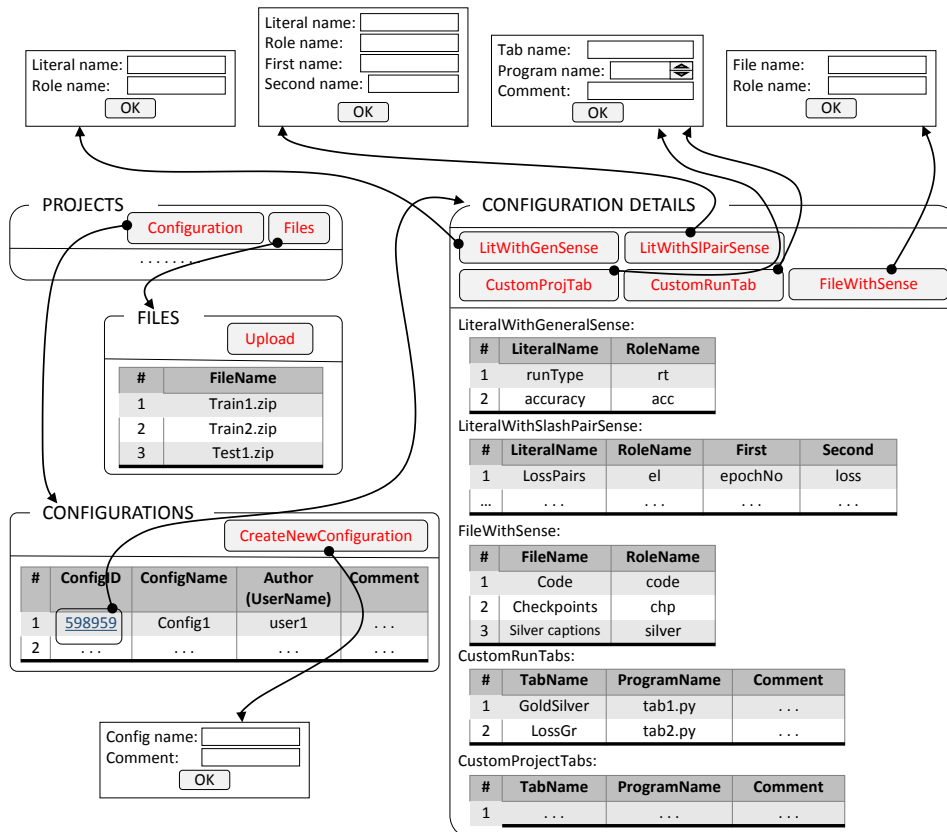 Literal name:
Role name:
OK
Literal name:
Role name:
First name:
Second name:
OK
Tab name:
Program name:
Comment:
OK
File name:
Role name:
OK
PROJECTS
Configuration Files
. . . . . . . .
FILES
Upload
# FileName
1 Train1.zip
2 Train2.zip
3 Test1.zip
CONFIGURATIONS
CreateNewConfiguration
# ConfigID ConfigName Author (UserName) Comment
1 598959 Config1 user1 . . .
2 . . . . . . . . . . . .
Config name:
Comment:
OK
CONFIGURATION DETAILS
LitWithGenSense LitWithSlPairSense
CustomProjTab CustomRunTab FileWithSense
LiteralWithGeneralSense:
# LiteralName RoleName
1 runType rt
2 accuracy acc
LiteralWithSlashPairSense:
# LiteralName RoleName First Second
1 LossPairs el epochNo loss
... . . . . . . . . . . . .
FileWithSense:
# FileName RoleName
1 Code code
2 Checkpoints chp
3 Silver captions silver
CustomRunTabs:
# TabName ProgramName Comment
1 GoldSilver tab1.py . . .
2 LossGr tab2.py . . .
CustomProjectTabs:
# TabName ProgramName Comment
1 . . . . . . . . .